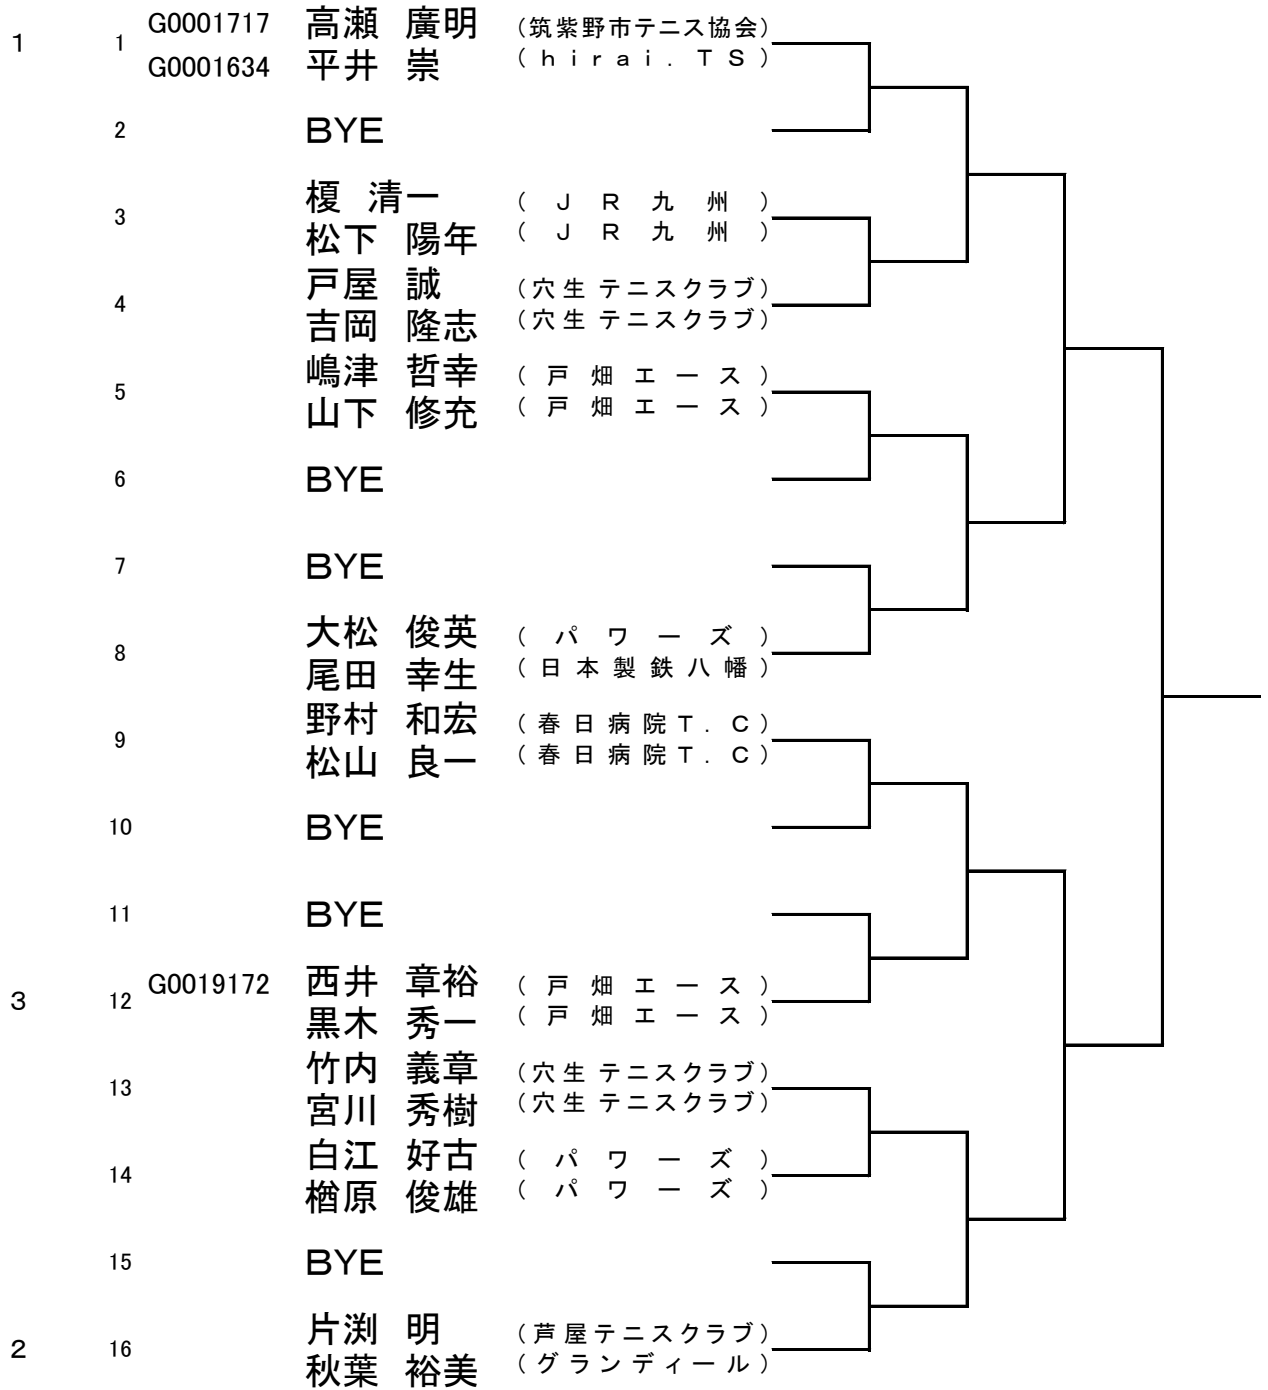 G0001717 高瀬 廣明 (筑紫野市テニス協会)
1 1
G0001634 平井 崇 (hirai.TS)
2 BYE
榎 清一 (JR九州)
3
松下 陽年 (JR九州)
戸屋 誠 (穴生テニスクラブ)
4
吉岡 隆志 (穴生テニスクラブ)
嶋津 哲幸 (戸畑エース)
5
山下 修充 (戸畑エース)
6 BYE
7 BYE
大松 俊英 (パワーズ)
8
尾田 幸生 (日本製鉄八幡)
野村 和宏 (春日病院T.C)
9
松山 良一 (春日病院T.C)
10 BYE
11 BYE
G0019172 西井 章裕 (戸畑エース)
3 12
黒木 秀一 (戸畑エース)
竹内 義章 (穴生テニスクラブ)
13
宮川 秀樹 (穴生テニスクラブ)
白江 好古 (パワーズ)
14
楢原 俊雄 (パワーズ)
15 BYE
片渕 明 (芦屋テニスクラブ)
2 16
秋葉 裕美 (グランディール)